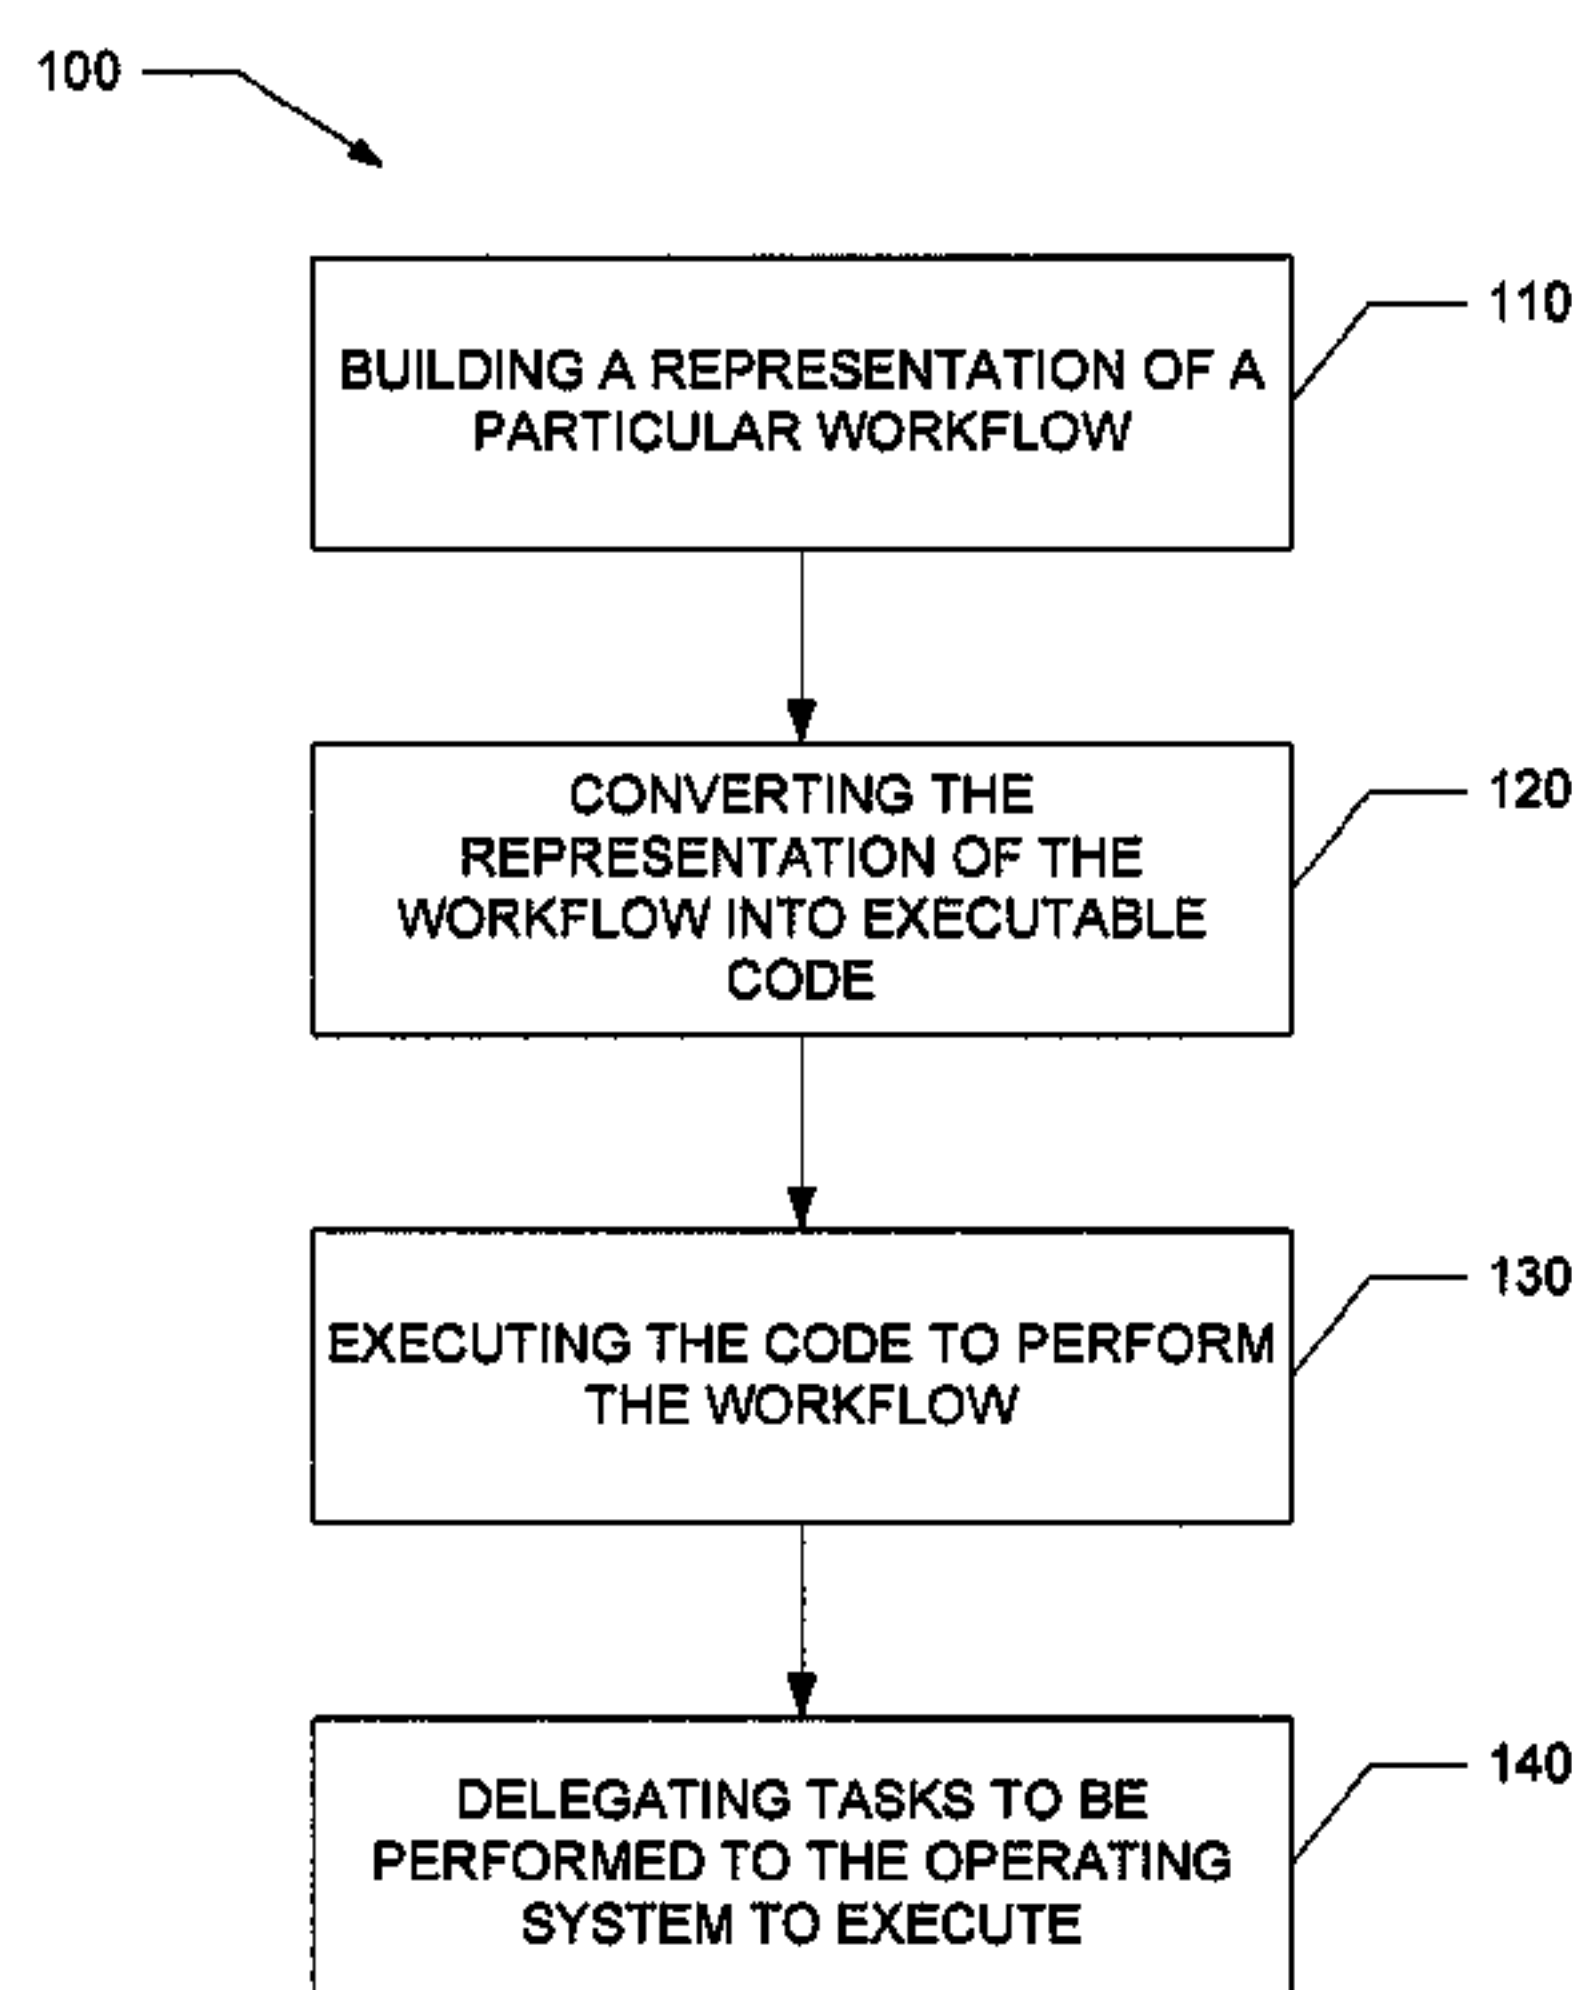 100
110
BUILDING A REPRESENTATION OF A
PARTICULAR WORKFLOW
120
CONVERTING THE
REPRESENTATION OF THE
WORKFLOW INTO EXECUTABLE
CODE
130
EXECUTING THE CODE TO PERFORM
THE WORKFLOW
140
DELEGATING TASKS TO BE
PERFORMED TO THE OPERATING
SYSTEM TO EXECUTE